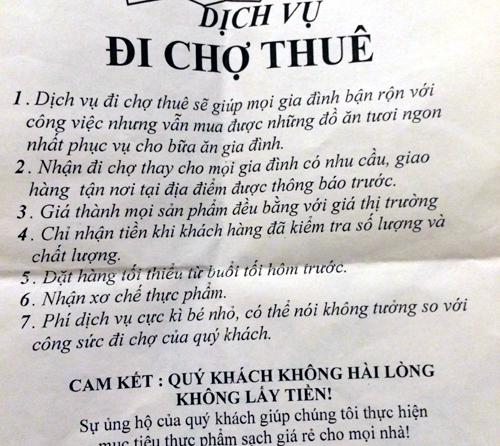 DỊCH VỤ
ĐI CHỢ THUÊ
1 . Dịch vụ đi chợ thuê sẽ giúp mọi gia đình bận rộn với
công việc nhưng vẫn mua được những đồ ăn tươi ngon
nhất phục vụ cho bữa ăn gia đình.
2 . Nhận đi chợ thay cho mọi gia đình có nhu cầu, giao
hàng tận nơi tại địa điểm được thông báo trước.
3 . Giá thành mọi sản phẩm đều bằng với giá thị trường
4 . Chỉ nhận tiền khi khách hàng đã kiểm tra số lượng và
chất lượng.
5 . Đặt hàng tối thiểu từ buổi tối hôm trước.
6 . Nhận xơ chế thực phẩm.
7 . Phí dịch vụ cực kì bé nhỏ, có thể nói không tưởng so với
công sức đi chợ của quý khách.
CAM KẾT : QUÝ KHÁCH KHÔNG HÀI LÒNG
KHÔNG LẤY TIỀN!
Sự ủng hộ của quý khách giúp chúng tôi thực hiện
mục tiêu thực phẩm sạch giá rẻ cho mọi nhà!